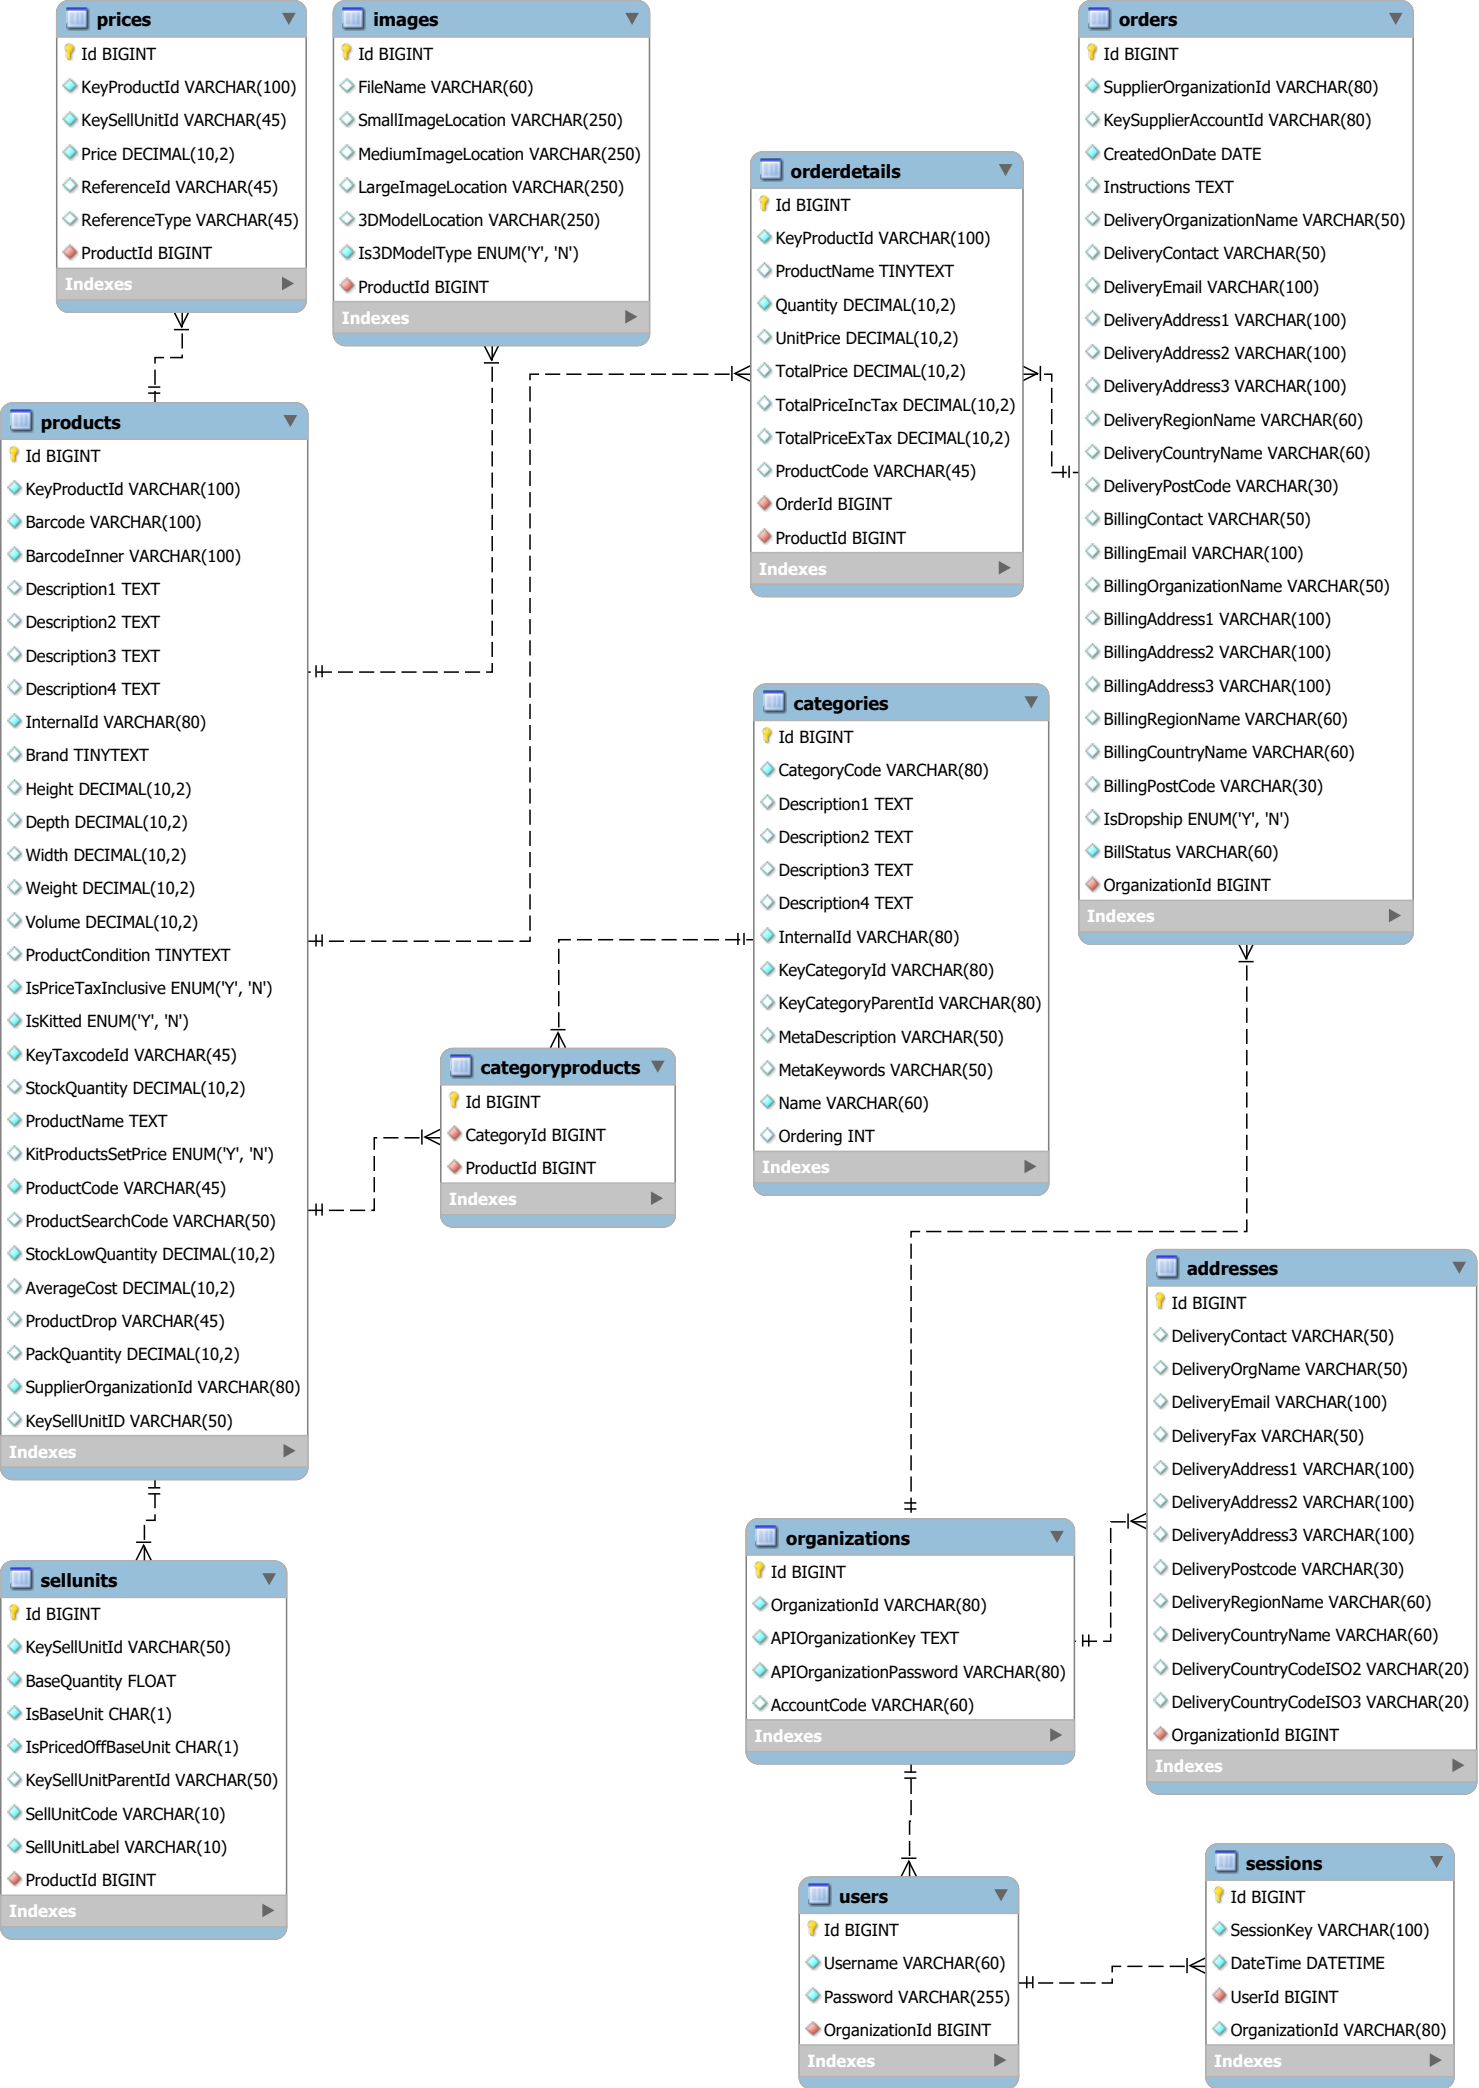 prices
Id BIGINT
KeyProductId VARCHAR(100)
KeySellUnitId VARCHAR(45)
Price DECIMAL(10,2)
ReferenceId VARCHAR(45)
ReferenceType VARCHAR(45)
ProductId BIGINT
Indexes
images
Id BIGINT
FileName VARCHAR(60)
SmallImageLocation VARCHAR(250)
MediumImageLocation VARCHAR(250)
LargeImageLocation VARCHAR(250)
3DModelLocation VARCHAR(250)
Is3DModelType ENUM('Y', 'N')
ProductId BIGINT
Indexes
orderdetails
Id BIGINT
KeyProductId VARCHAR(100)
ProductName TINYTEXT
Quantity DECIMAL(10,2)
UnitPrice DECIMAL(10,2)
TotalPrice DECIMAL(10,2)
TotalPriceIncTax DECIMAL(10,2)
TotalPriceExTax DECIMAL(10,2)
ProductCode VARCHAR(45)
OrderId BIGINT
ProductId BIGINT
Indexes
orders
Id BIGINT
SupplierOrganizationId VARCHAR(80)
KeySupplierAccountId VARCHAR(80)
CreatedOnDate DATE
Instructions TEXT
DeliveryOrganizationName VARCHAR(50)
DeliveryContact VARCHAR(50)
DeliveryEmail VARCHAR(100)
DeliveryAddress1 VARCHAR(100)
DeliveryAddress2 VARCHAR(100)
DeliveryAddress3 VARCHAR(100)
DeliveryRegionName VARCHAR(60)
DeliveryCountryName VARCHAR(60)
DeliveryPostCode VARCHAR(30)
BillingContact VARCHAR(50)
BillingEmail VARCHAR(100)
BillingOrganizationName VARCHAR(50)
BillingAddress1 VARCHAR(100)
BillingAddress2 VARCHAR(100)
BillingAddress3 VARCHAR(100)
BillingRegionName VARCHAR(60)
BillingCountryName VARCHAR(60)
BillingPostCode VARCHAR(30)
IsDropship ENUM('Y', 'N')
BillStatus VARCHAR(60)
OrganizationId BIGINT
Indexes
products
Id BIGINT
KeyProductId VARCHAR(100)
Barcode VARCHAR(100)
BarcodeInner VARCHAR(100)
Description1 TEXT
Description2 TEXT
Description3 TEXT
Description4 TEXT
InternalId VARCHAR(80)
Brand TINYTEXT
Height DECIMAL(10,2)
Depth DECIMAL(10,2)
Width DECIMAL(10,2)
Weight DECIMAL(10,2)
Volume DECIMAL(10,2)
ProductCondition TINYTEXT
IsPriceTaxInclusive ENUM('Y', 'N')
IsKitted ENUM('Y', 'N')
KeyTaxcodeId VARCHAR(45)
StockQuantity DECIMAL(10,2)
ProductName TEXT
KitProductsSetPrice ENUM('Y', 'N')
ProductCode VARCHAR(45)
ProductSearchCode VARCHAR(50)
StockLowQuantity DECIMAL(10,2)
AverageCost DECIMAL(10,2)
ProductDrop VARCHAR(45)
PackQuantity DECIMAL(10,2)
SupplierOrganizationId VARCHAR(80)
KeySellUnitID VARCHAR(50)
Indexes
categories
Id BIGINT
CategoryCode VARCHAR(80)
Description1 TEXT
Description2 TEXT
Description3 TEXT
Description4 TEXT
InternalId VARCHAR(80)
KeyCategoryId VARCHAR(80)
KeyCategoryParentId VARCHAR(80)
MetaDescription VARCHAR(50)
MetaKeywords VARCHAR(50)
Name VARCHAR(60)
Ordering INT
Indexes
categoryproducts
Id BIGINT
CategoryId BIGINT
ProductId BIGINT
Indexes
addresses
Id BIGINT
DeliveryContact VARCHAR(50)
DeliveryOrgName VARCHAR(50)
DeliveryEmail VARCHAR(100)
DeliveryFax VARCHAR(50)
DeliveryAddress1 VARCHAR(100)
DeliveryAddress2 VARCHAR(100)
DeliveryAddress3 VARCHAR(100)
DeliveryPostcode VARCHAR(30)
DeliveryRegionName VARCHAR(60)
DeliveryCountryName VARCHAR(60)
DeliveryCountryCodeISO2 VARCHAR(20)
DeliveryCountryCodeISO3 VARCHAR(20)
OrganizationId BIGINT
Indexes
organizations
Id BIGINT
OrganizationId VARCHAR(80)
APIOrganizationKey TEXT
APIOrganizationPassword VARCHAR(80)
AccountCode VARCHAR(60)
Indexes
sellunits
Id BIGINT
KeySellUnitId VARCHAR(50)
BaseQuantity FLOAT
IsBaseUnit CHAR(1)
IsPricedOffBaseUnit CHAR(1)
KeySellUnitParentId VARCHAR(50)
SellUnitCode VARCHAR(10)
SellUnitLabel VARCHAR(10)
ProductId BIGINT
Indexes
users
Id BIGINT
Username VARCHAR(60)
Password VARCHAR(255)
OrganizationId BIGINT
Indexes
sessions
Id BIGINT
SessionKey VARCHAR(100)
DateTime DATETIME
UserId BIGINT
OrganizationId VARCHAR(80)
Indexes